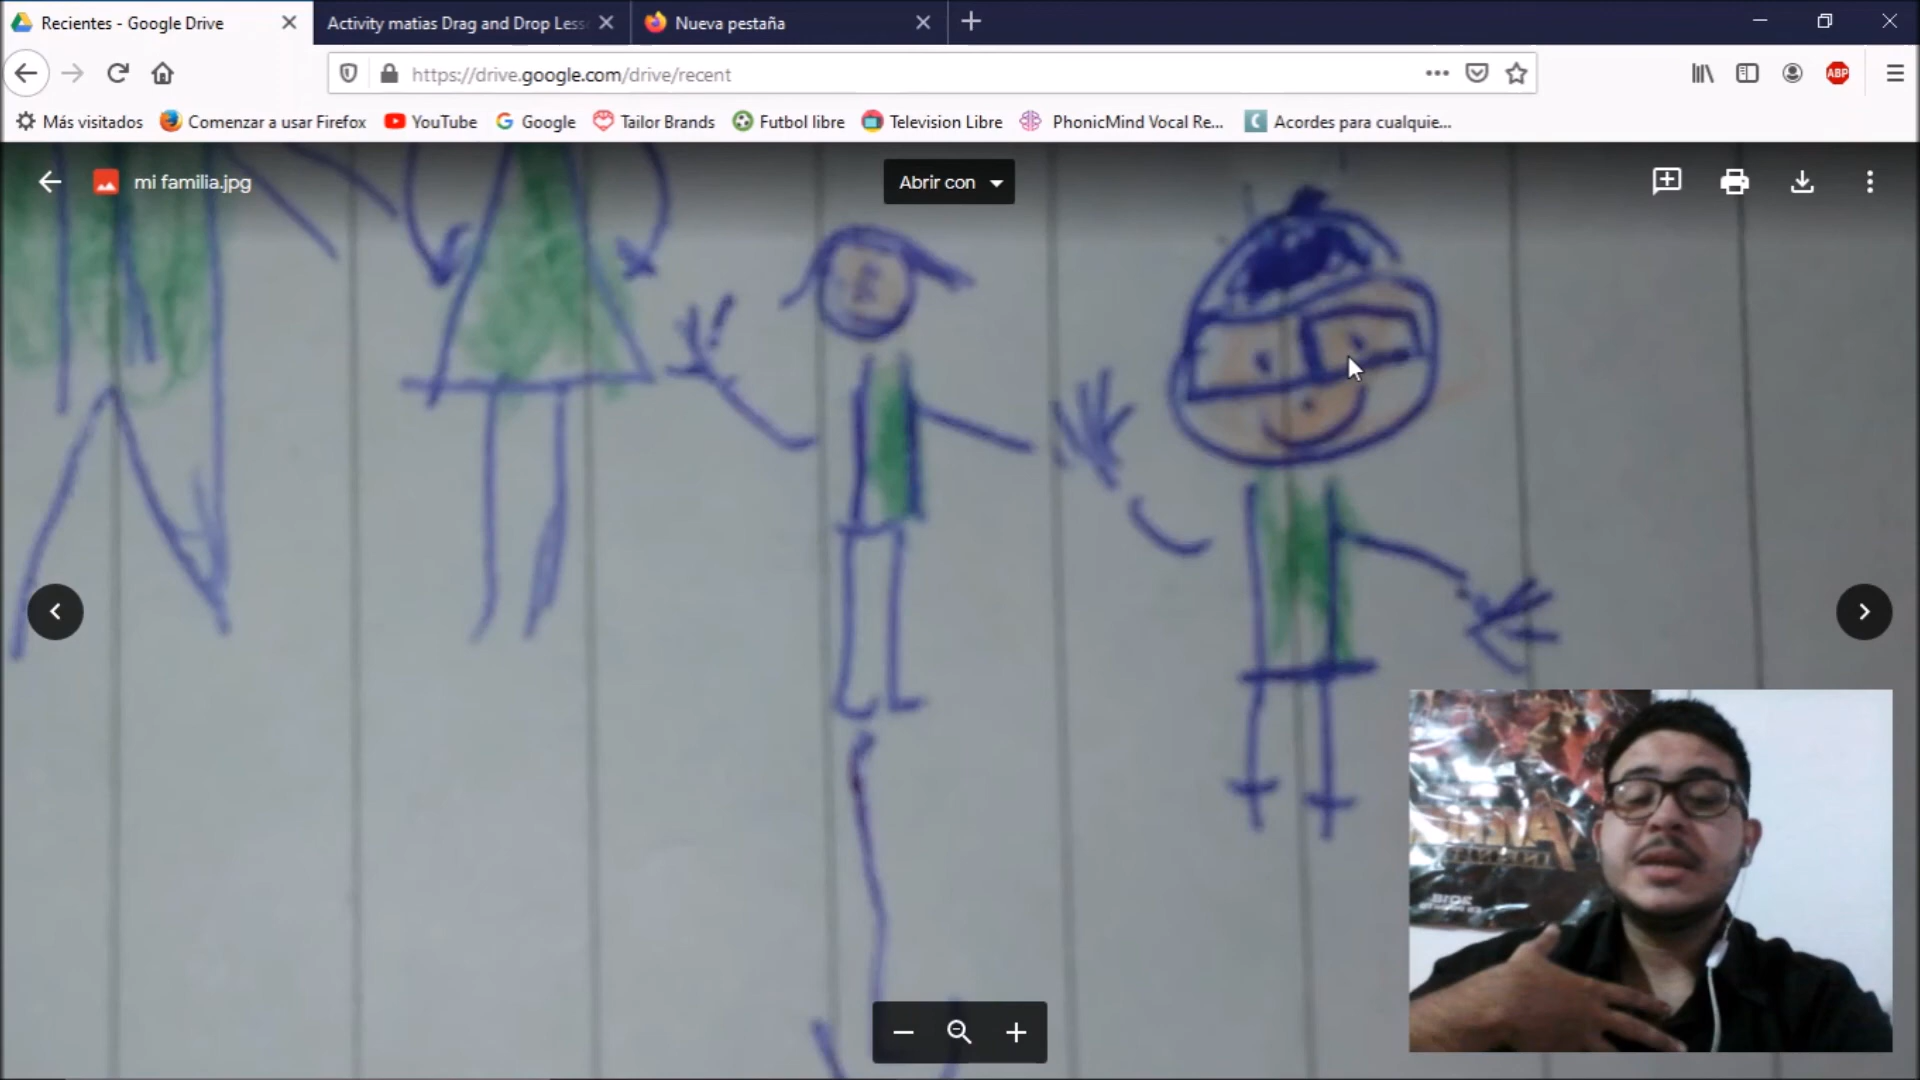 Recientes - Google Drive
Activity matias Drag and Drop Less
Nueva pestaña
https://drive.google.com/drive/recent
ABP
Más visitados
Comenzar a usar Firefox
YouTube
Google
Tailor Brands
Futbol libre
Television Libre
PhonicMind Vocal Re...
Acordes para cualquie...
mi familia.jpg
Abrir con
2018